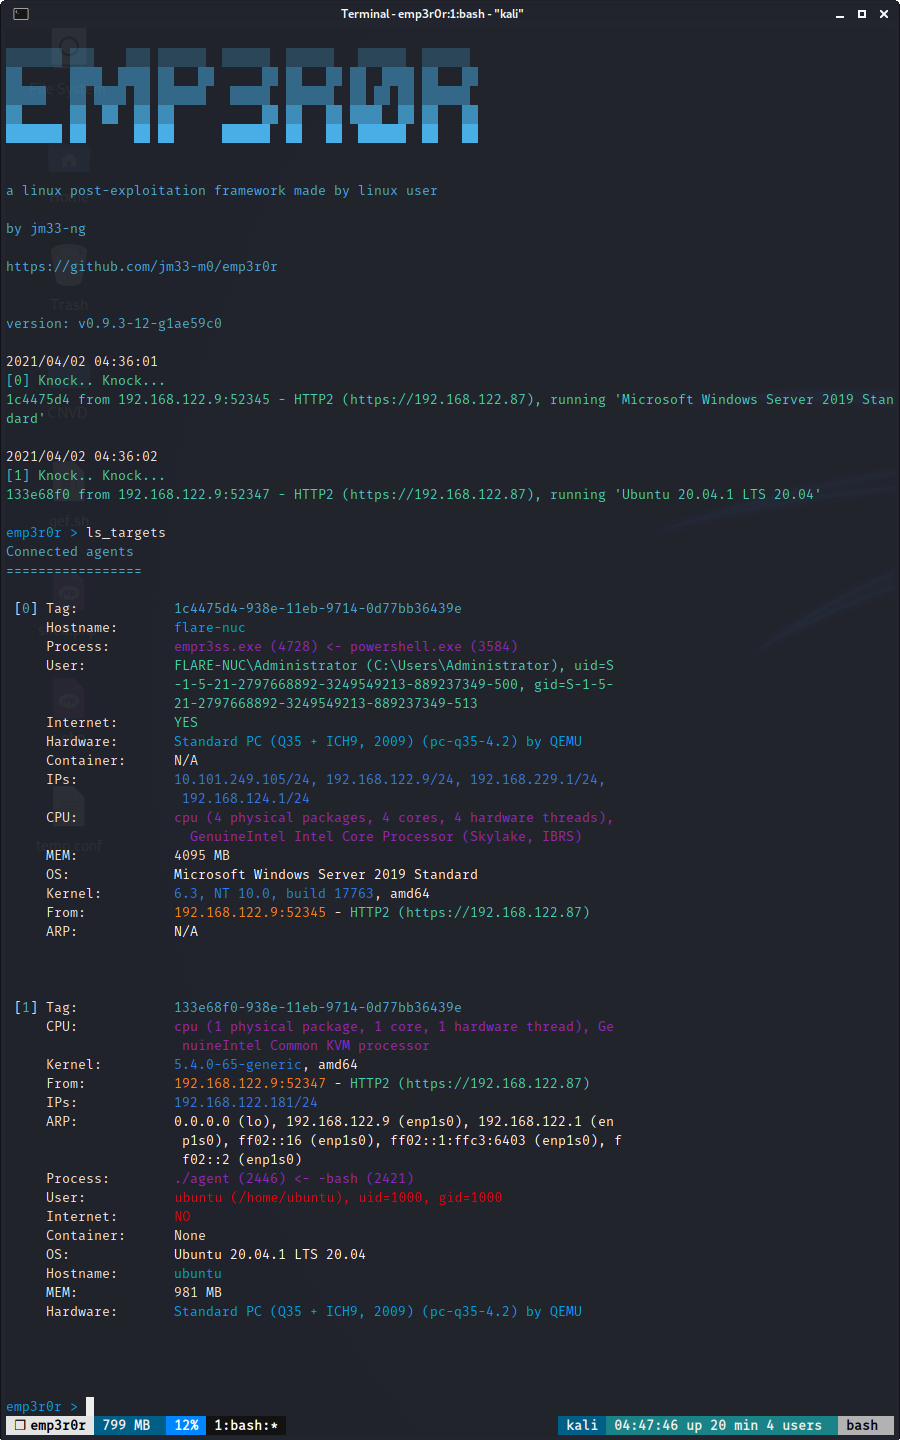 Terminal - emp3r0r:1:bash - "kali"
EMP3R0R
a linux post-exploitation framework made by linux user
by jm33-ng
https://github.com/jm33-m0/emp3r0r
version: v0.9.3-12-g1ae59c0
2021/04/02 04:36:01
[0] Knock.. Knock...
1c4475d4 from 192.168.122.9:52345 - HTTP2 (https://192.168.122.87), running 'Microsoft Windows Server 2019 Stan
dard'
2021/04/02 04:36:02
[1] Knock.. Knock...
133e68f0 from 192.168.122.9:52347 - HTTP2 (https://192.168.122.87), running 'Ubuntu 20.04.1 LTS 20.04'
emp3r0r > ls_targets
Connected agents
=================
[0] Tag: 1c4475d4-938e-11eb-9714-0d77bb36439e
Hostname: flare-nuc
Process: empr3ss.exe (4728) <- powershell.exe (3584)
User: FLARE-NUC\Administrator (C:\Users\Administrator), uid=S
-1-5-21-2797668892-3249549213-889237349-500, gid=S-1-5-
21-2797668892-3249549213-889237349-513
Internet: YES
Hardware: Standard PC (Q35 + ICH9, 2009) (pc-q35-4.2) by QEMU
Container: N/A
IPs: 10.101.249.105/24, 192.168.122.9/24, 192.168.229.1/24,
192.168.124.1/24
CPU: cpu (4 physical packages, 4 cores, 4 hardware threads),
GenuineIntel Intel Core Processor (Skylake, IBRS)
MEM: 4095 MB
OS: Microsoft Windows Server 2019 Standard
Kernel: 6.3, NT 10.0, build 17763, amd64
From: 192.168.122.9:52345 - HTTP2 (https://192.168.122.87)
ARP: N/A
[1] Tag: 133e68f0-938e-11eb-9714-0d77bb36439e
CPU: cpu (1 physical package, 1 core, 1 hardware thread), Ge
nuineIntel Common KVM processor
Kernel: 5.4.0-65-generic, amd64
From: 192.168.122.9:52347 - HTTP2 (https://192.168.122.87)
IPs: 192.168.122.181/24
ARP: 0.0.0.0 (lo), 192.168.122.9 (enp1s0), 192.168.122.1 (en
p1s0), ff02::16 (enp1s0), ff02::1:ffc3:6403 (enp1s0), f
f02::2 (enp1s0)
Process: ./agent (2446) <- -bash (2421)
User: ubuntu (/home/ubuntu), uid=1000, gid=1000
Internet: NO
Container: None
OS: Ubuntu 20.04.1 LTS 20.04
Hostname: ubuntu
MEM: 981 MB
Hardware: Standard PC (Q35 + ICH9, 2009) (pc-q35-4.2) by QEMU
emp3r0r >
❐ emp3r0r 799 MB 12% 1:bash:* kali 04:47:46 up 20 min 4 users bash
File System
Home
Trash
CNVD
gef.sh
temp.conf